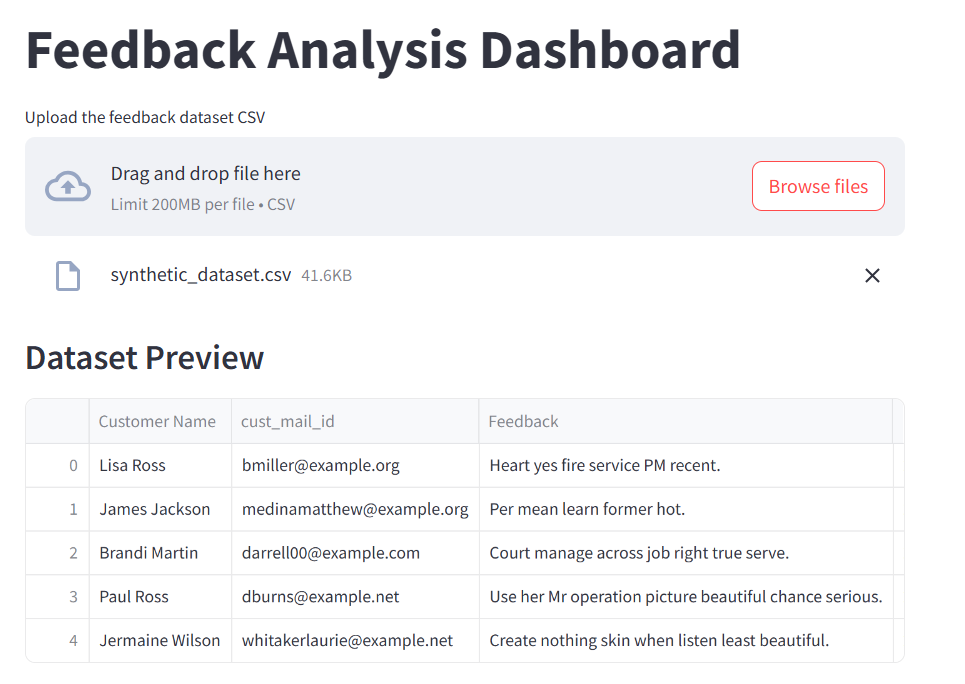 Feedback Analysis Dashboard
Upload the feedback dataset CSV
Drag and drop file here
Limit 200MB per file • CSV
Browse files
synthetic_dataset.csv 41.6KB
Dataset Preview
Customer Name cust_mail_id Feedback
0 Lisa Ross bmiller@example.org Heart yes fire service PM recent.
1 James Jackson medinamatthew@example.org Per mean learn former hot.
2 Brandi Martin darrell00@example.com Court manage across job right true serve.
3 Paul Ross dburns@example.net Use her Mr operation picture beautiful chance serious.
4 Jermaine Wilson whitakerlaurie@example.net Create nothing skin when listen least beautiful.